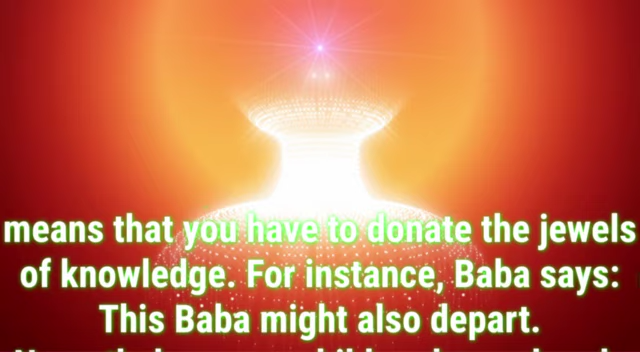 means that you have to donate the jewels
of knowledge. For instance, Baba says:
This Baba might also depart.